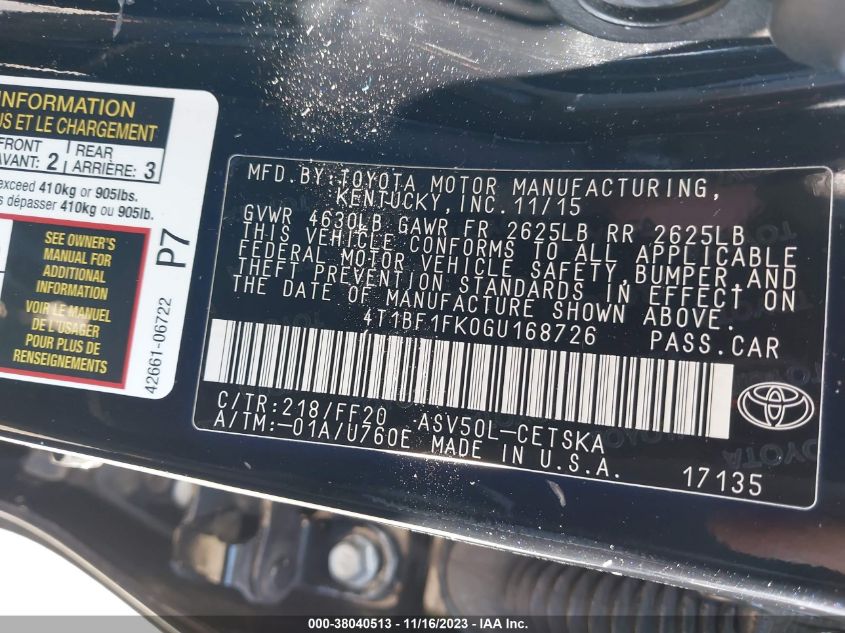 INFORMATION
US ET LE CHARGEMENT
FRONT
AVANT: 2
REAR
ARRIÈRE: 3
exceed 410kg or 905lbs.
s dépasser 410kg ou 905lb.
SEE OWNER'S
MANUAL FOR
ADDITIONAL
INFORMATION
VOIR LE MANUEL
DE L'USAGER
POUR PLUS DE
RENSEIGNEMENTS
42661-06722
P7
MFD.BY:TOYOTA MOTOR MANUFACTURING,
KENTUCKY, INC.11/15
GVWR 4630LB GAWR FR 2625LB RR 2625LB
THIS VEHICLE CONFORMS TO ALL APPLICABLE
FEDERAL MOTOR VEHICLE SAFETY,BUMPER,AND
THEFT PREVENTION STANDARDS IN EFFECT ON
THE DATE OF MANUFACTURE SHOWN ABOVE.
4T1BF1FK0GU168726 PASS.CAR
C/TR:218/FF20 ASV50L-CETSKA
A/TM:-01A/U760E MADE IN U.S.A.
17135
000-38040513 - 11/16/2023 - Copyright © 2023 IAA, Inc.